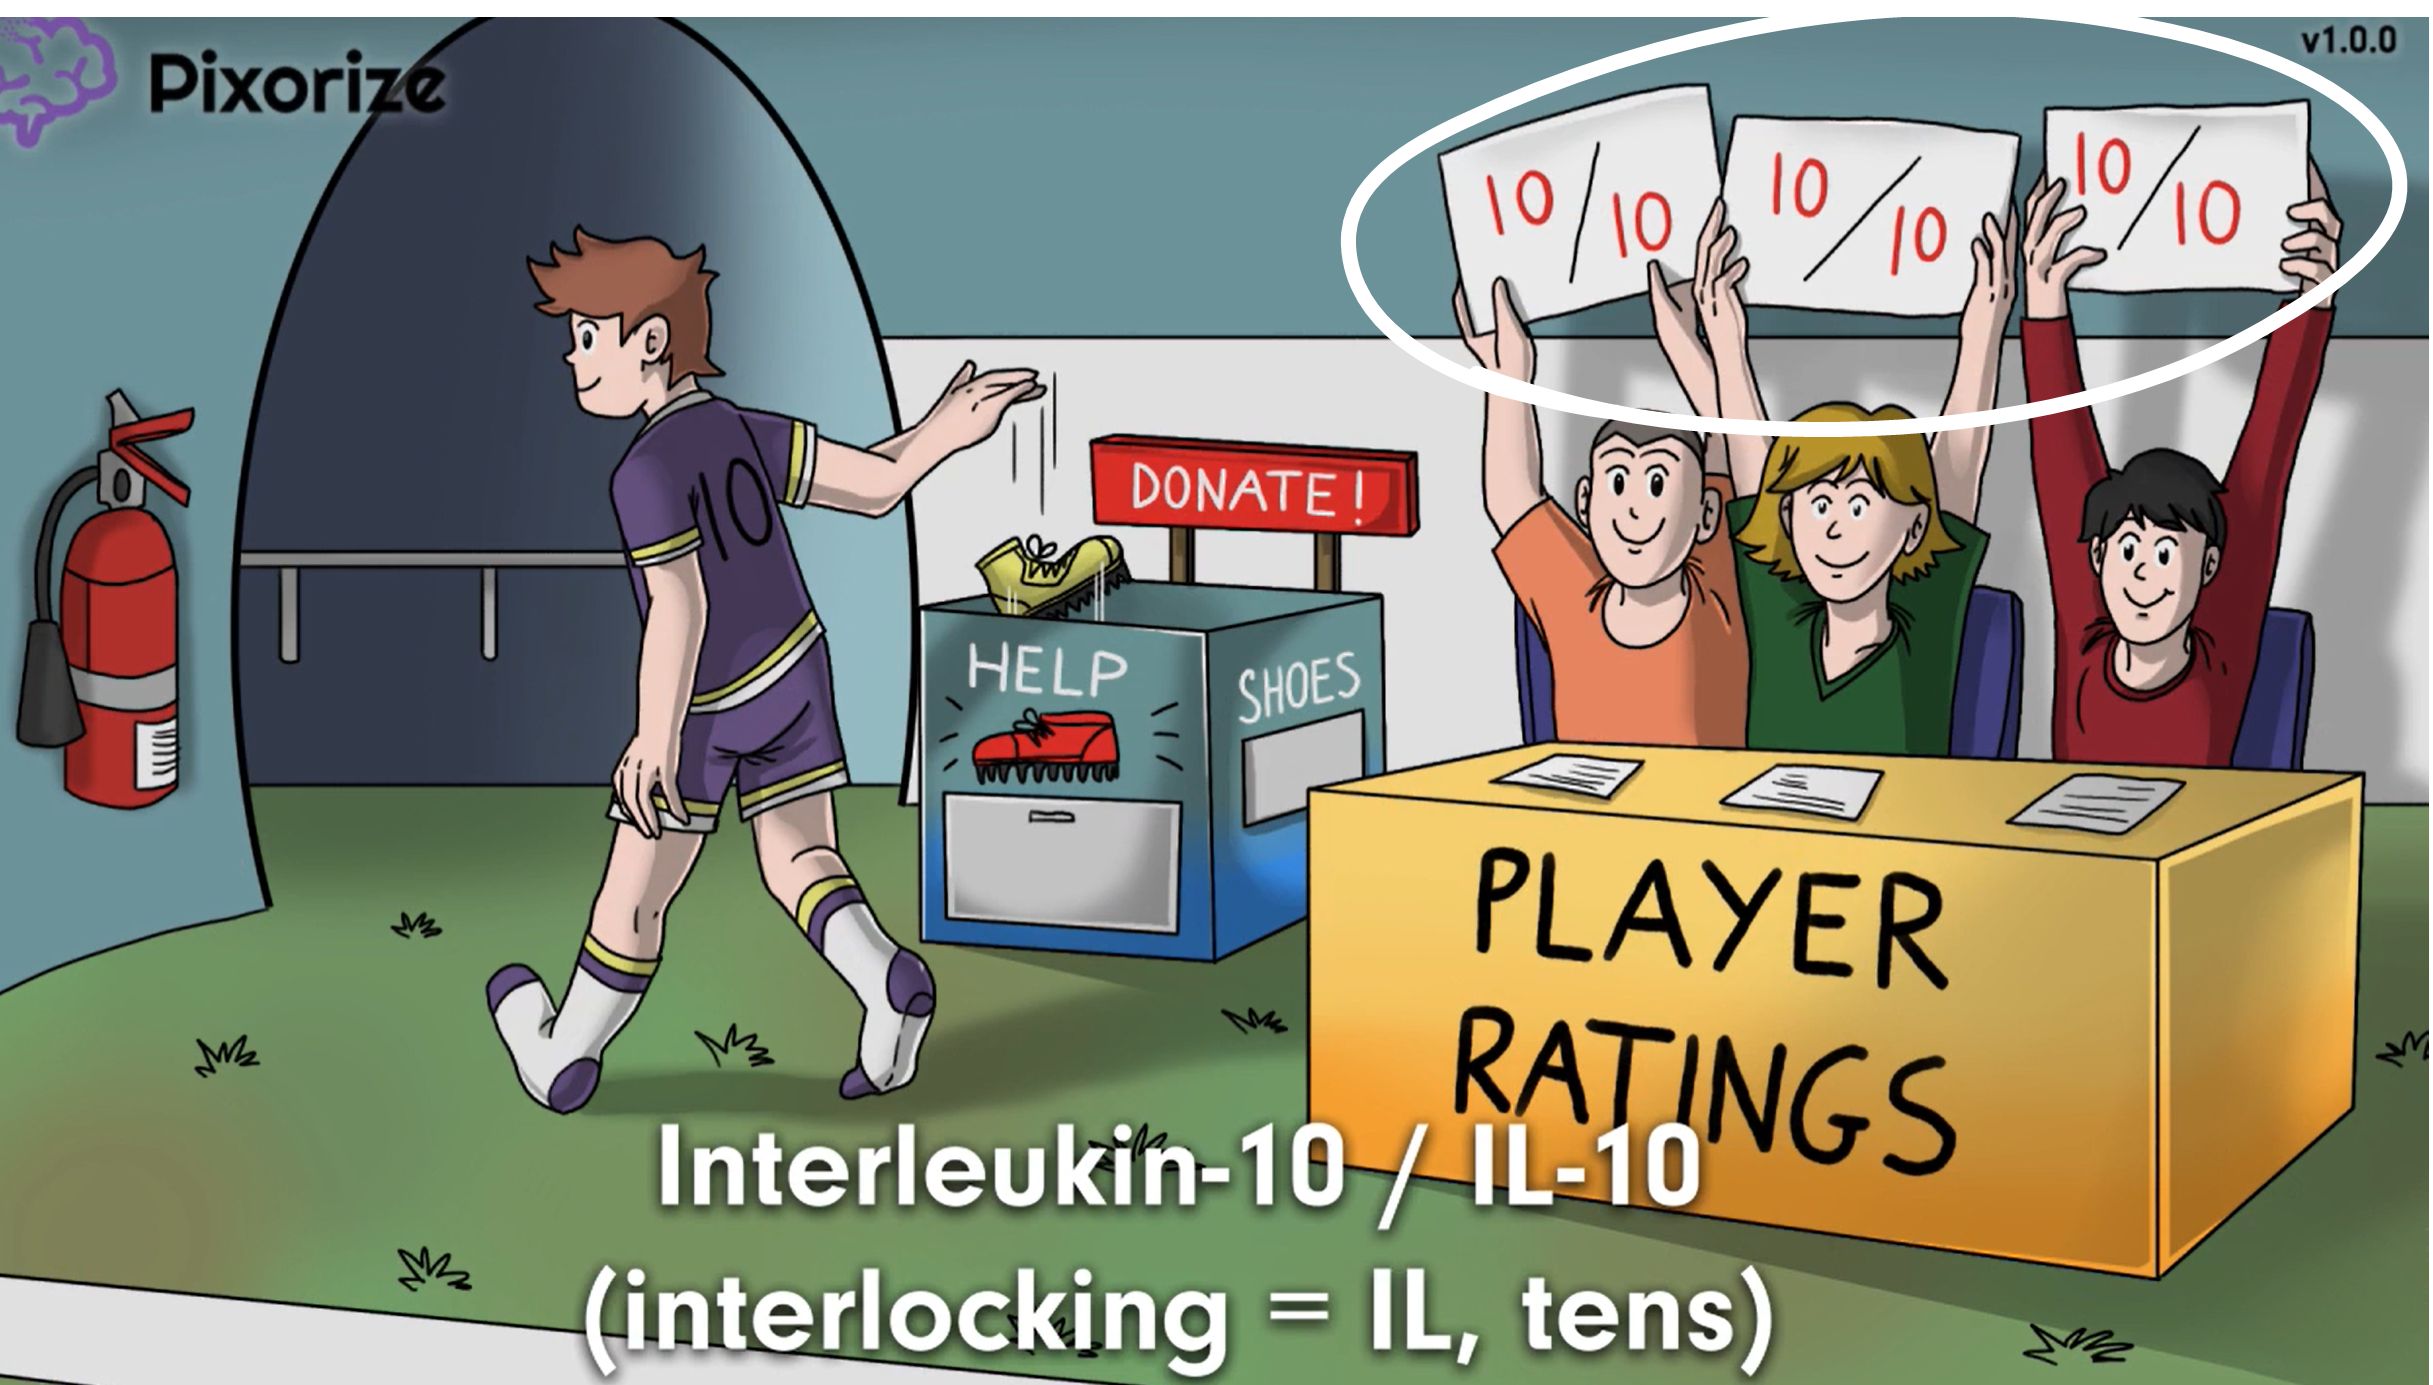 Pixorize
v1.0.0
10/10
10/10
10/10
10
DONATE!
HELP
SHOES
PLAYER
RATINGS
Interleukin-10 / IL-10
(interlocking = IL, tens)